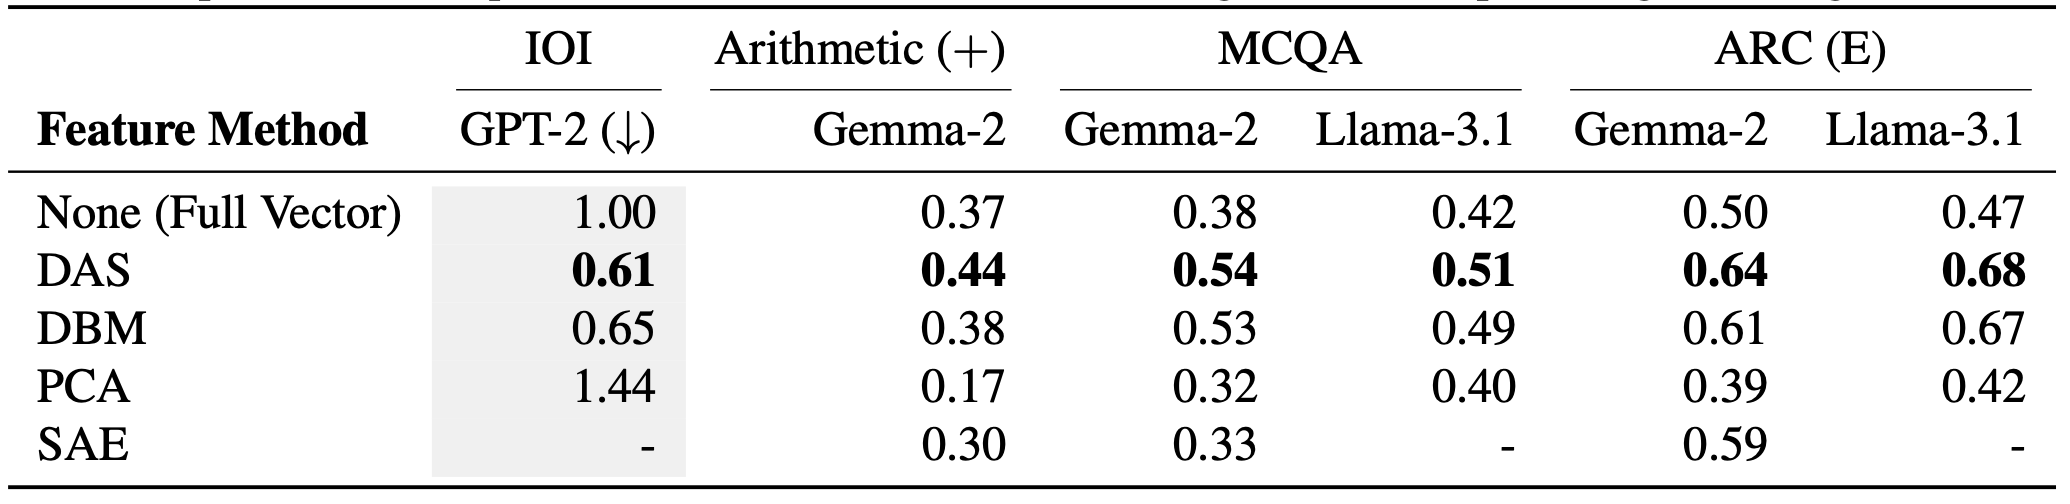 IOI Arithmetic (+) MCQA ARC (E)
Feature Method GPT-2 (↓) Gemma-2 Gemma-2 Llama-3.1 Gemma-2 Llama-3.1
None (Full Vector) 1.00 0.37 0.38 0.42 0.50 0.47
DAS 0.61 0.44 0.54 0.51 0.64 0.68
DBM 0.65 0.38 0.53 0.49 0.61 0.67
PCA 1.44 0.17 0.32 0.40 0.39 0.42
SAE - 0.30 0.33 - 0.59 -